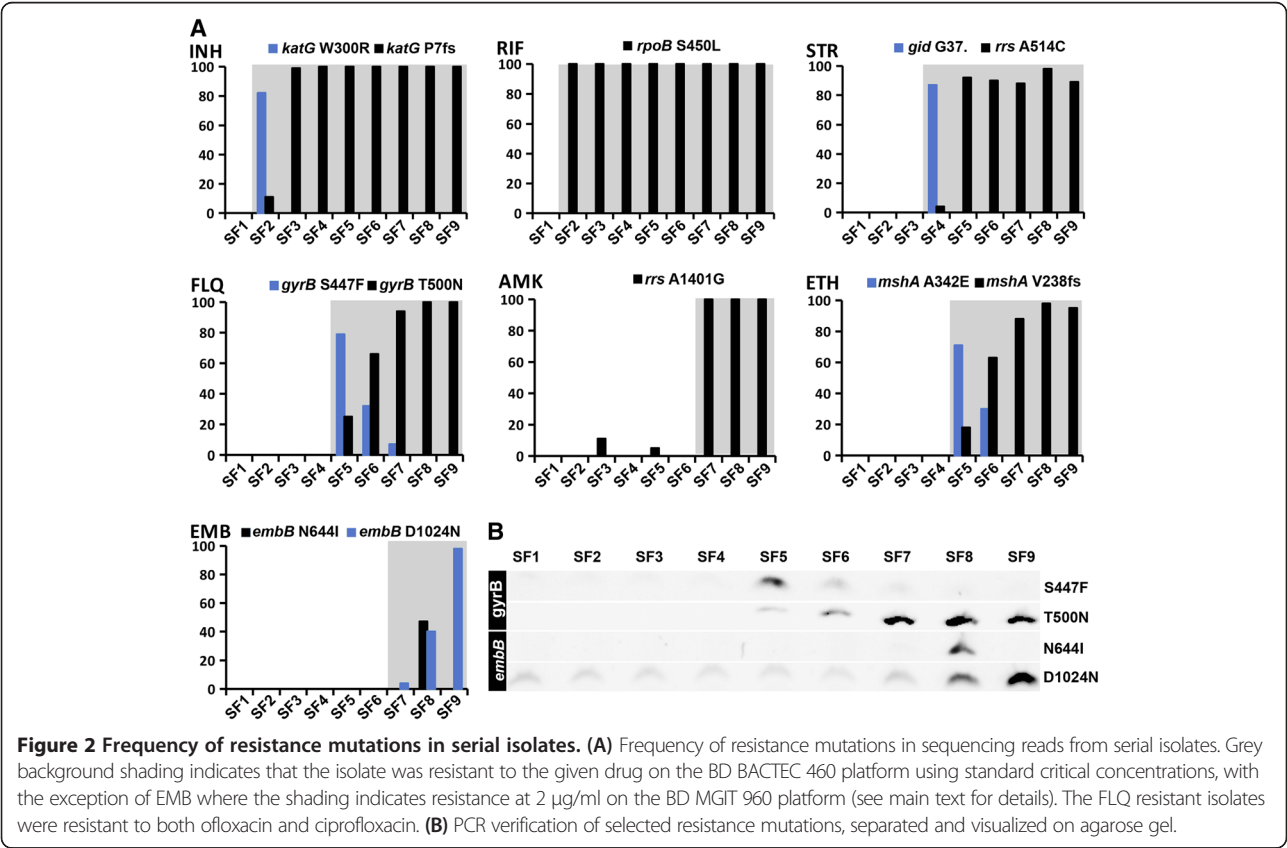 A
INH
katG W300R katG P7fs
100
80
60
40
20
0
SF1 SF2 SF3 SF4 SF5 SF6 SF7 SF8 SF9
RIF
rpoB S450L
100
80
60
40
20
0
SF1 SF2 SF3 SF4 SF5 SF6 SF7 SF8 SF9
STR
gid G37. rrs A514C
100
80
60
40
20
0
SF1 SF2 SF3 SF4 SF5 SF6 SF7 SF8 SF9
FLQ
gyrB S447F gyrB T500N
100
80
60
40
20
0
SF1 SF2 SF3 SF4 SF5 SF6 SF7 SF8 SF9
AMK
rrs A1401G
100
80
60
40
20
0
SF1 SF2 SF3 SF4 SF5 SF6 SF7 SF8 SF9
ETH
mshA A342E mshA V238fs
100
80
60
40
20
0
SF1 SF2 SF3 SF4 SF5 SF6 SF7 SF8 SF9
EMB
embB N644I embB D1024N
100
80
60
40
20
0
SF1 SF2 SF3 SF4 SF5 SF6 SF7 SF8 SF9
B
SF1 SF2 SF3 SF4 SF5 SF6 SF7 SF8 SF9
gyrB
S447F
T500N
embB
N644I
D1024N
Figure 2 Frequency of resistance mutations in serial isolates. (A) Frequency of resistance mutations in sequencing reads from serial isolates. Grey
background shading indicates that the isolate was resistant to the given drug on the BD BACTEC 460 platform using standard critical concentrations, with
the exception of EMB where the shading indicates resistance at 2 μg/ml on the BD MGIT 960 platform (see main text for details). The FLQ resistant isolates
were resistant to both ofloxacin and ciprofloxacin. (B) PCR verification of selected resistance mutations, separated and visualized on agarose gel.